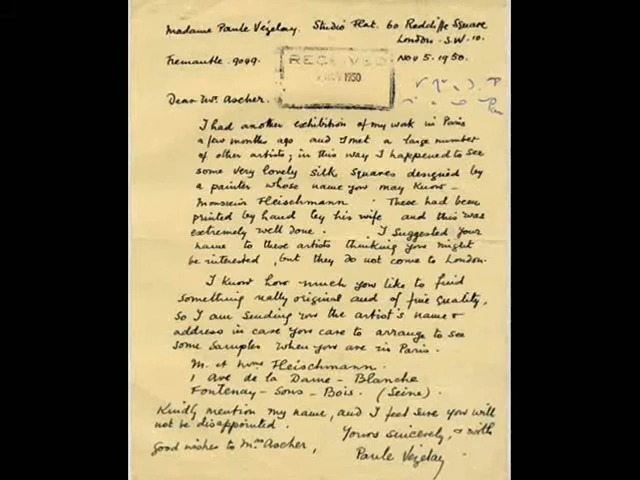 Madame Paule Vézelay. Studio Flat. 60 Redcliffe Square
London. S.W. 10.
Fremantle. 9049.
RECEIVED
NOV 1950
Nov 5. 1950.
Dear Mr. Ascher.
I had another exhibition of my work in Paris
a few months ago and I met a large number
of other artists; in this way I happened to see
some very lovely silk squares designed by
a painter whose name you may know -
Monsieur Fleischmann. These had been
printed by hand by his wife and this was
extremely well done. I suggested your
name to these artists thinking you might
be interested, but they do not come to London.
I know how much you like to find
something really original and of fine quality,
so I am sending you the artist's name &
address in case you care to arrange to see
some samples when you are in Paris.
M. et Mme Fleischmann.
1 Ave de la Dame - Blanche
Fontenay - Sous - Bois. (Seine).
Kindly mention my name, and I feel sure you will
not be disappointed.
Yours sincerely, & with
good wishes to Mrs Ascher,
Paule Vézelay